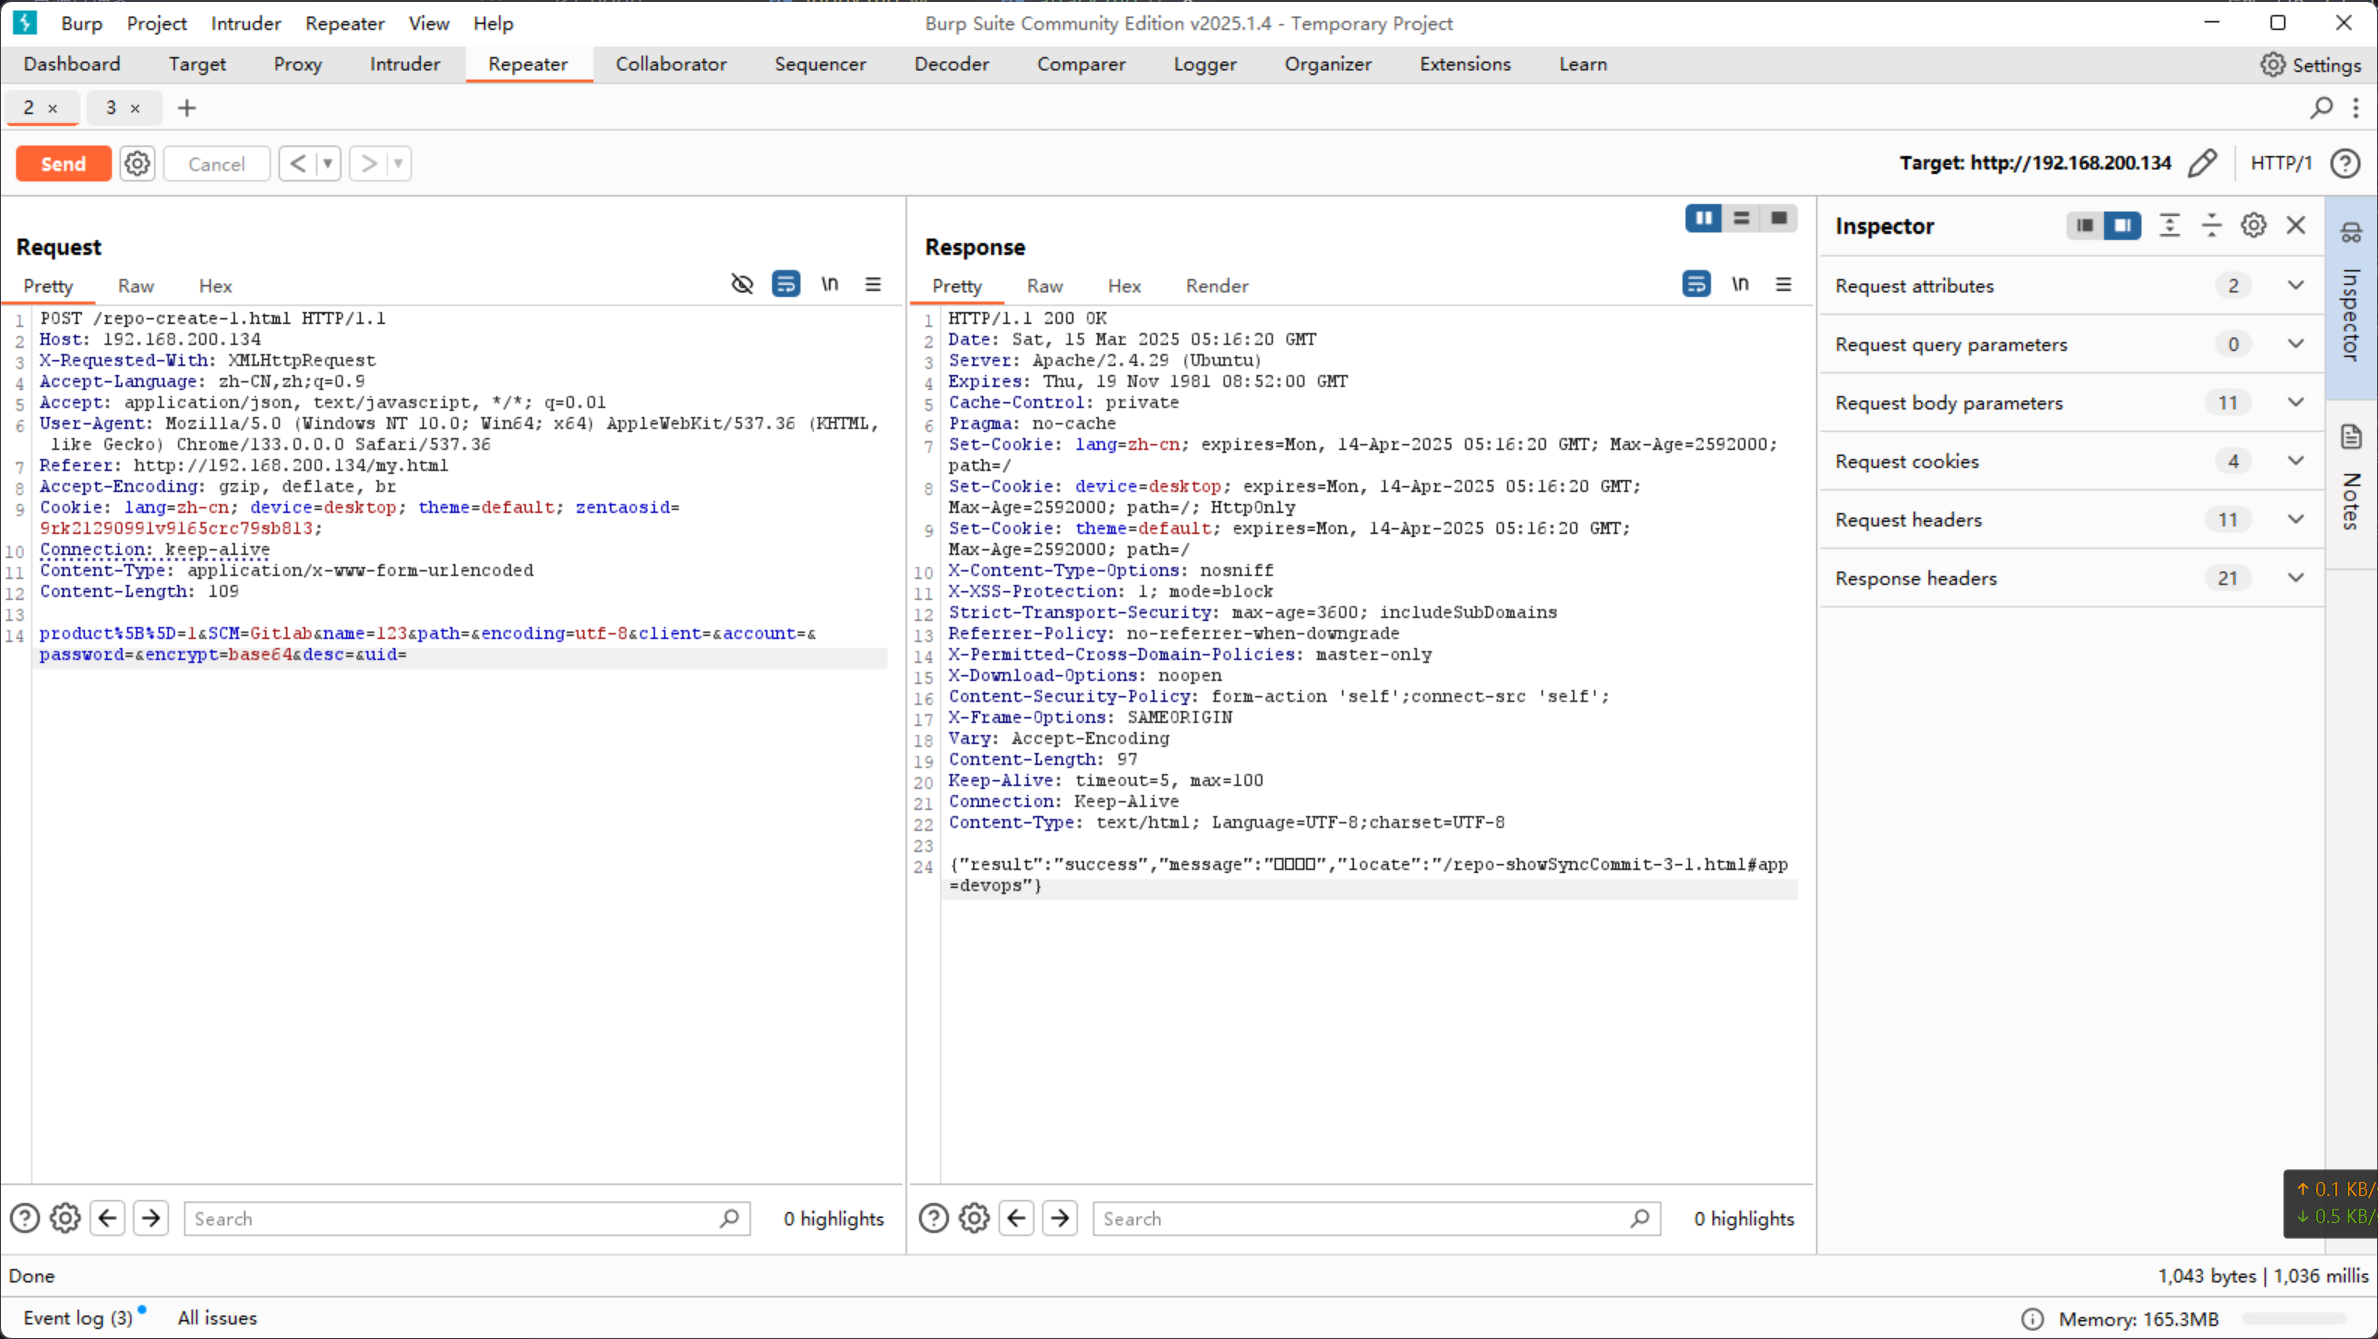 Burp Project Intruder Repeater View Help
Burp Suite Community Edition v2025.1.4 - Temporary Project
Dashboard Target Proxy Intruder Repeater Collaborator Sequencer Decoder Comparer Logger Organizer Extensions Learn
Settings
2 × 3 × +
Send Cancel < >
Target: http://192.168.200.134 HTTP/1
Request
Pretty Raw Hex
\n
1 POST /repo-create-1.html HTTP/1.1
2 Host: 192.168.200.134
3 X-Requested-With: XMLHttpRequest
4 Accept-Language: zh-CN,zh;q=0.9
5 Accept: application/json, text/javascript, */*; q=0.01
6 User-Agent: Mozilla/5.0 (Windows NT 10.0; Win64; x64) AppleWebKit/537.36 (KHTML,
like Gecko) Chrome/133.0.0.0 Safari/537.36
7 Referer: http://192.168.200.134/my.html
8 Accept-Encoding: gzip, deflate, br
9 Cookie: lang=zh-cn; device=desktop; theme=default; zentaosid=
9rk21290991v9165crc79sb813;
10 Connection: keep-alive
11 Content-Type: application/x-www-form-urlencoded
12 Content-Length: 109
13
14 product%5B%5D=1&SCM=Gitlab&name=123&path=&encoding=utf-8&client=&account=&
password=&encrypt=base64&desc=&uid=
Search
0 highlights
Response
Pretty Raw Hex Render
\n
1 HTTP/1.1 200 OK
2 Date: Sat, 15 Mar 2025 05:16:20 GMT
3 Server: Apache/2.4.29 (Ubuntu)
4 Expires: Thu, 19 Nov 1981 08:52:00 GMT
5 Cache-Control: private
6 Pragma: no-cache
7 Set-Cookie: lang=zh-cn; expires=Mon, 14-Apr-2025 05:16:20 GMT; Max-Age=2592000;
path=/
8 Set-Cookie: device=desktop; expires=Mon, 14-Apr-2025 05:16:20 GMT;
Max-Age=2592000; path=/; HttpOnly
9 Set-Cookie: theme=default; expires=Mon, 14-Apr-2025 05:16:20 GMT;
Max-Age=2592000; path=/
10 X-Content-Type-Options: nosniff
11 X-XSS-Protection: 1; mode=block
12 Strict-Transport-Security: max-age=3600; includeSubDomains
13 Referrer-Policy: no-referrer-when-downgrade
14 X-Permitted-Cross-Domain-Policies: master-only
15 X-Download-Options: noopen
16 Content-Security-Policy: form-action 'self';connect-src 'self';
17 X-Frame-Options: SAMEORIGIN
18 Vary: Accept-Encoding
19 Content-Length: 97
20 Keep-Alive: timeout=5, max=100
21 Connection: Keep-Alive
22 Content-Type: text/html; Language=UTF-8;charset=UTF-8
23
24 {"result":"success","message":"□□□□","locate":"/repo-showSyncCommit-3-1.html#app
=devops"}
Search
0 highlights
Inspector
Request attributes 2
Request query parameters 0
Request body parameters 11
Request cookies 4
Request headers 11
Response headers 21
Inspector
Notes
↑ 0.1 KB/
↓ 0.5 KB/
Done
1,043 bytes | 1,036 millis
Event log (3) All issues
Memory: 165.3MB